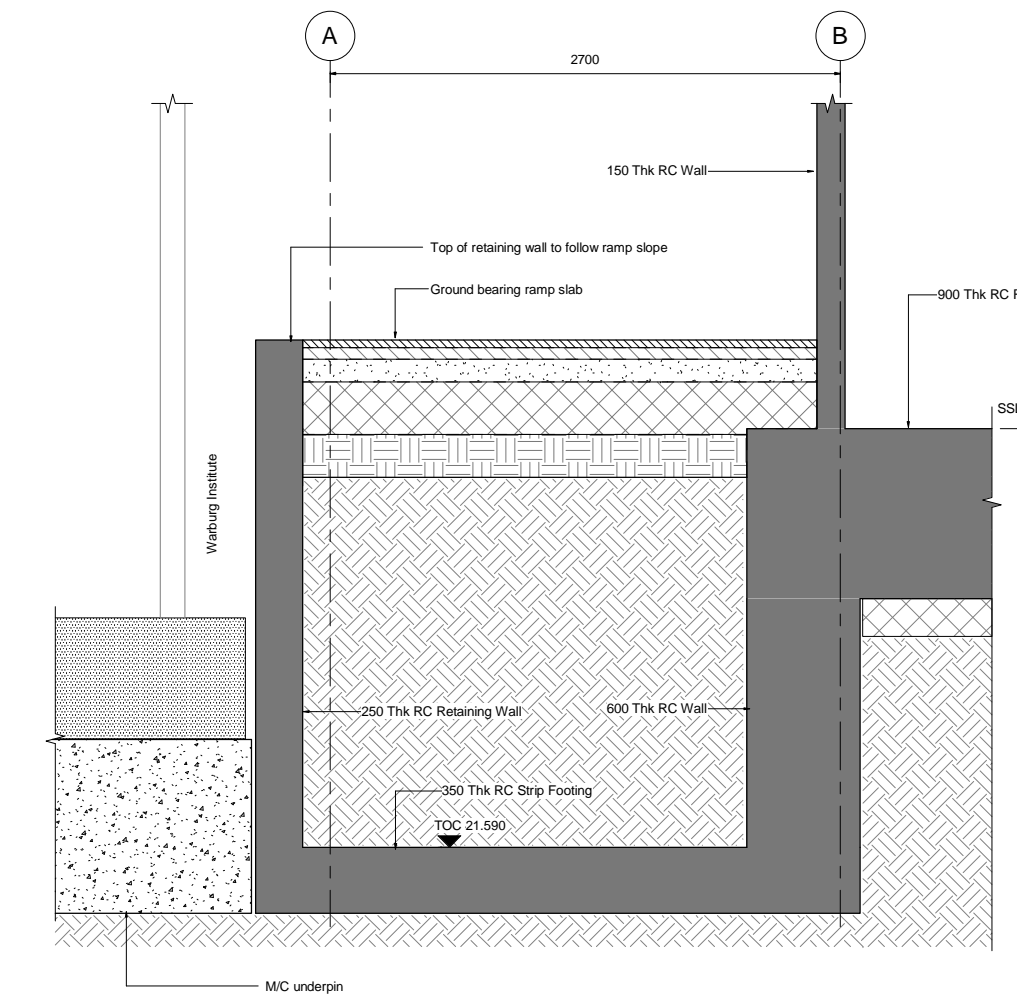 A
B
2700
150 Thk RC Wall
Top of retaining wall to follow ramp slope
Ground bearing ramp slab
900 Thk RC
Warburg Institute
250 Thk RC Retaining Wall
600 Thk RC Wall
350 Thk RC Strip Footing
TOC 21.590
M/C underpin